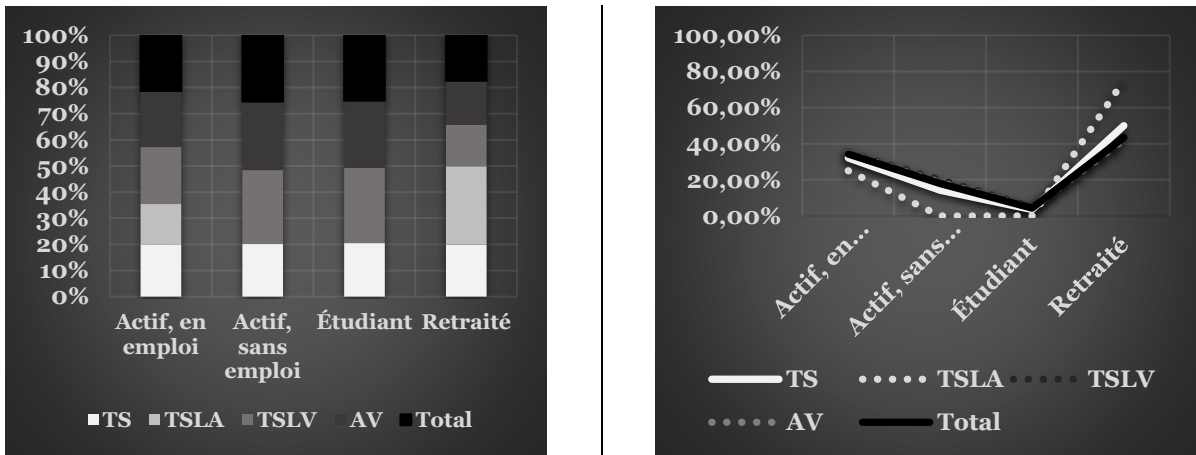 100%
90%
80%
70%
60%
50%
40%
30%
20%
10%
0%
Actif, en emploi
Actif, sans emploi
Étudiant
Retraité
TS TSLA TSLV AV Total
100,00%
80,00%
60,00%
40,00%
20,00%
0,00%
Actif, en...
Actif, sans...
Étudiant
Retraité
TS TSLA TSLV
AV Total